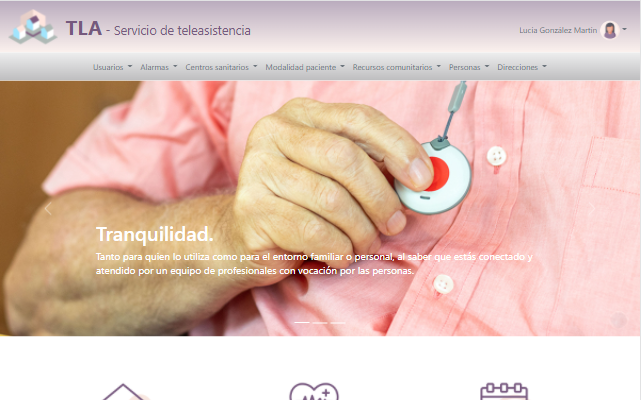 TLA - Servicio de teleasistencia
Lucía González Martín
Usuarios Alarmas Centros sanitarios Modalidad paciente Recursos comunitarios Personas Direcciones
Tranquilidad.
Tanto para quien lo utiliza como para el entorno familiar o personal, al saber que estás conectado y
atendido por un equipo de profesionales con vocación por las personas.